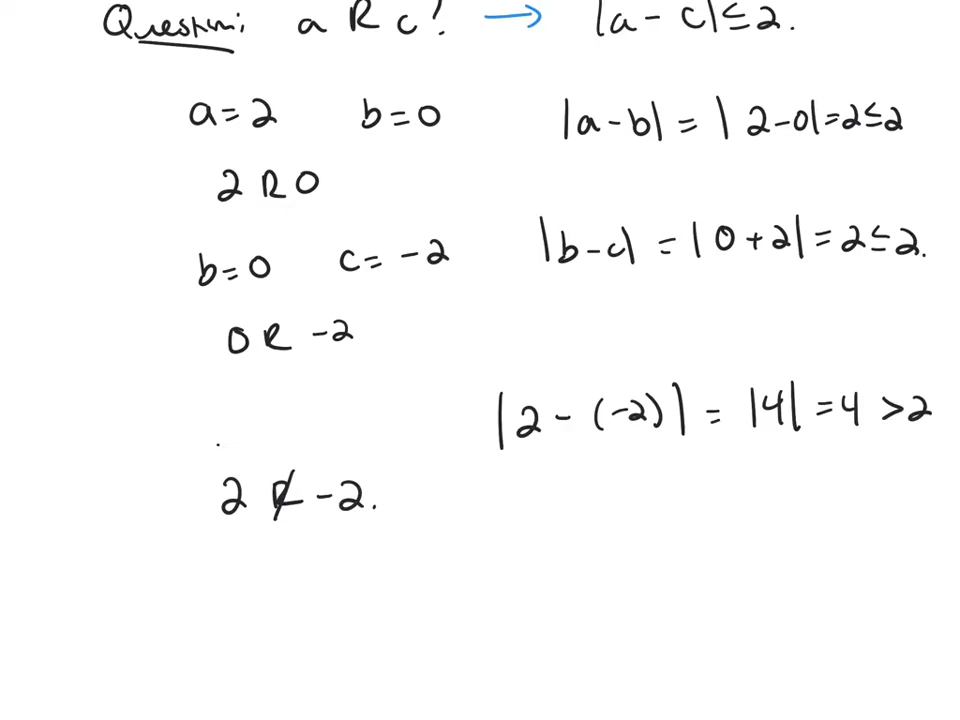 Question: a R c? → |a - c| ≤ 2.
a = 2 b = 0 |a - b| = | 2 - 0| = 2 ≤ 2
2 R 0
b = 0 c = -2 |b - c| = | 0 + 2| = 2 ≤ 2.
0 R -2
|2 - (-2)| = |4| = 4 > 2
2 R̸ -2.